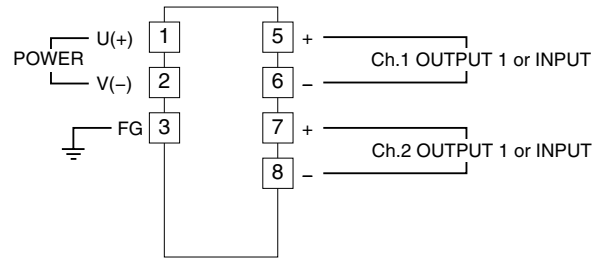 U(+) 1 5 +
POWER
Ch.1 OUTPUT 1 or INPUT
V(−) 2 6 −
FG 3 7 +
Ch.2 OUTPUT 1 or INPUT
8 −